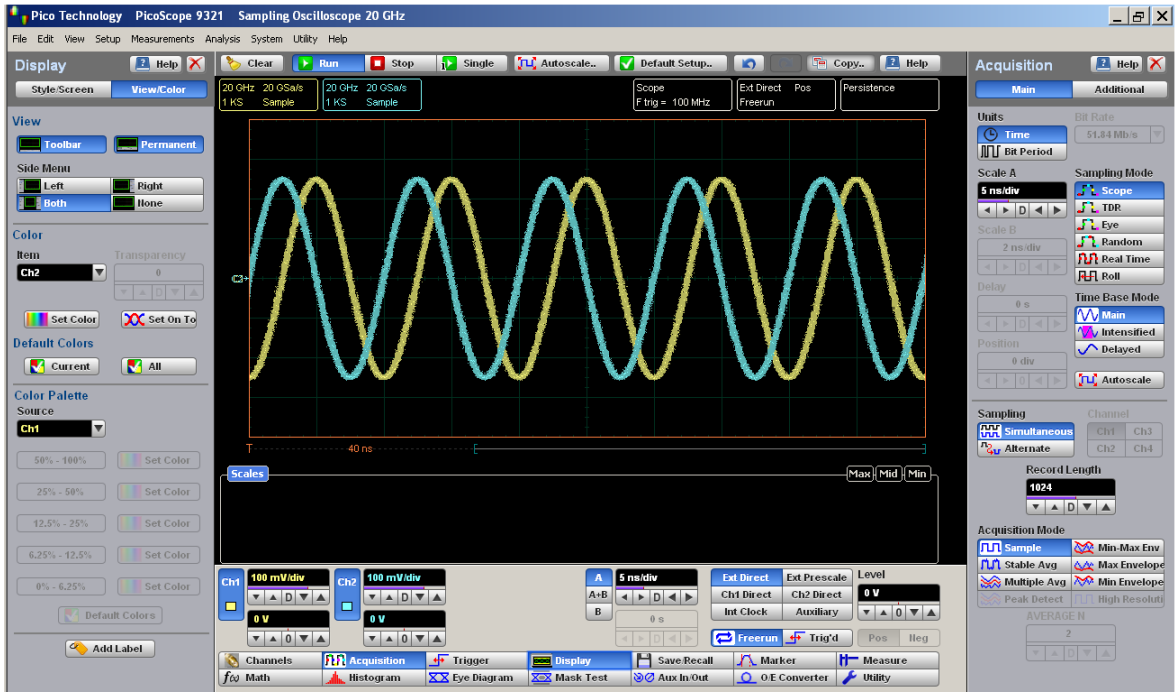 Pico Technology PicoScope 9321 Sampling Oscilloscope 20 GHz
File Edit View Setup Measurements Analysis System Utility Help
Display Help
Style/Screen View/Color
View
Toolbar Permanent
Side Menu
Left Right
Both None
Color
Item Transparency
Ch2 0
D
Set Color Set On To
Default Colors
Current All
Color Palette
Source
Ch1
50% - 100% Set Color
25% - 50% Set Color
12.5% - 25% Set Color
6.25% - 12.5% Set Color
0% - 6.25% Set Color
Default Colors
Add Label
Clear Run Stop Single Autoscale.. Default Setup.. Copy.. Help
20 GHz 20 GSa/s 20 GHz 20 GSa/s Scope Ext Direct Pos Persistence
1 KS Sample 1 KS Sample F trig = 100 MHz Freerun
T 40 ns
Scales Max Mid Min
Ch1 100 mV/div Ch2 100 mV/div A 5 ns/div Ext Direct Ext Prescale Level
D D A+B D Ch1 Direct Ch2 Direct 0 V
0 V 0 V B 0 s Int Clock Auxiliary 0
0 0 D Freerun Trig'd Pos Neg
Channels Acquisition Trigger Display Save/Recall Marker Measure
f(x) Math Histogram Eye Diagram Mask Test Aux In/Out O/E Converter Utility
Acquisition Help
Main Additional
Units Bit Rate
Time 51.84 Mb/s
Bit Period
Scale A Sampling Mode
5 ns/div Scope
D TDR
Scale B Eye
2 ns/div Random
D Real Time
Delay Roll
0 s Time Base Mode
0 Main
Position Intensified
0 div Delayed
0 Autoscale
Sampling Channel
Simultaneous Ch1 Ch3
Alternate Ch2 Ch4
Record Length
1024
D
Acquisition Mode
Sample Min-Max Env
Stable Avg Max Envelope
Multiple Avg Min Envelope
Peak Detect High Resoluti
AVERAGE N
2
D